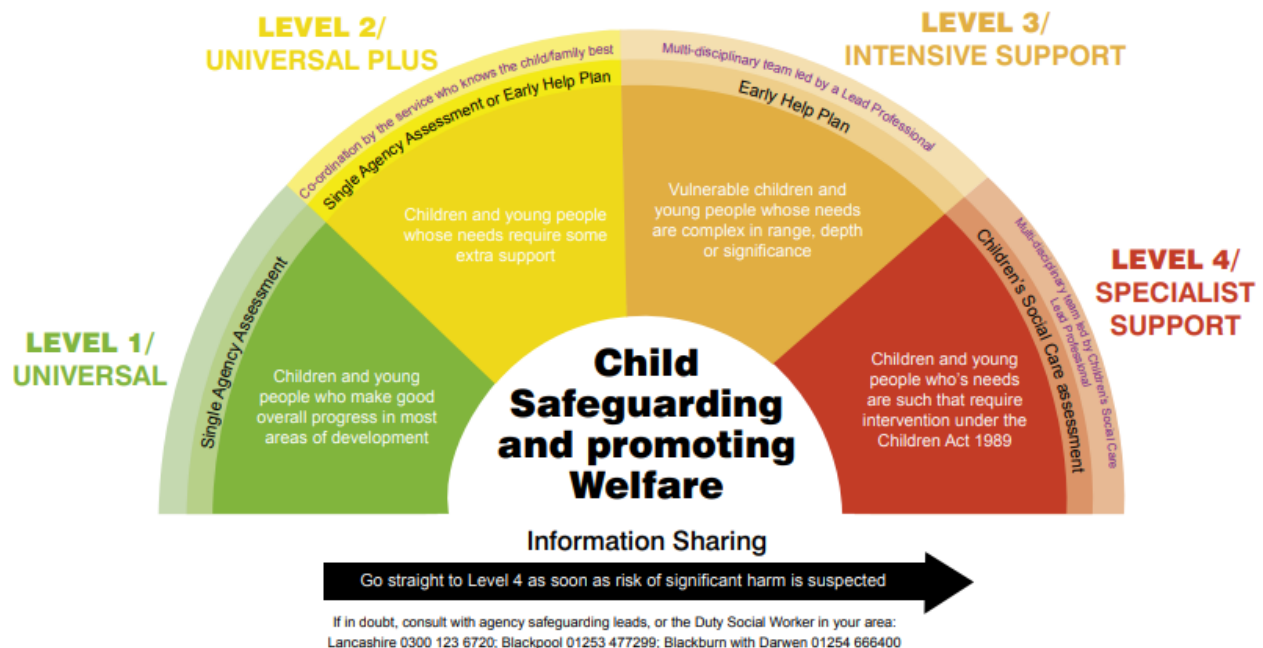 LEVEL 1/
UNIVERSAL
Single Agency Assessment
Children and young
people who make good
overall progress in most
areas of development
LEVEL 2/
UNIVERSAL PLUS
Co-ordination by the service who knows the child/family best
Single Agency Assessment or Early Help Plan
Children and young people
whose needs require some
extra support
LEVEL 3/
INTENSIVE SUPPORT
Multi-disciplinary team led by a Lead Professional
Early Help Plan
Vulnerable children and
young people whose needs
are complex in range, depth
or significance
LEVEL 4/
SPECIALIST
SUPPORT
Multi-disciplinary team led by Children's Social Care
Lead Professional
Children's Social Care assessment
Children and young
people who's needs
are such that require
intervention under the
Children Act 1989
Child
Safeguarding
and promoting
Welfare
Information Sharing
Go straight to Level 4 as soon as risk of significant harm is suspected
If in doubt, consult with agency safeguarding leads, or the Duty Social Worker in your area:
Lancashire 0300 123 6720; Blackpool 01253 477299; Blackburn with Darwen 01254 666400